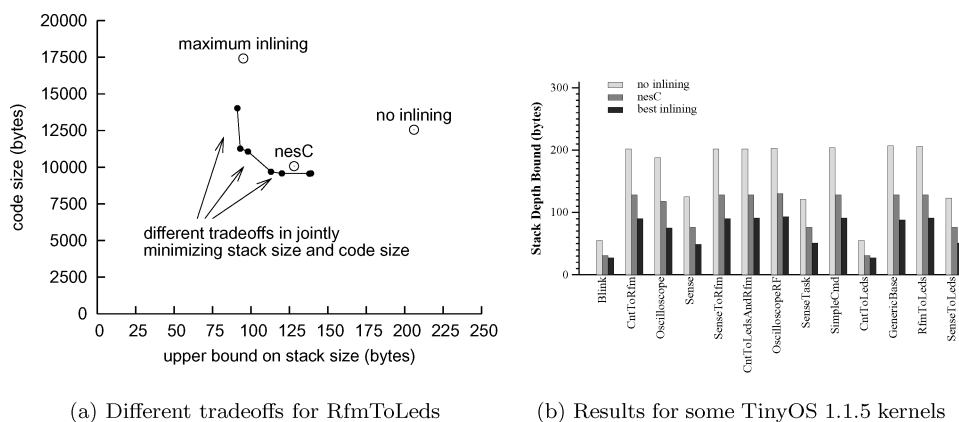 20000
17500
15000
12500
10000
7500
5000
2500
0
code size (bytes)
maximum inlining
no inlining
nesC
different tradeoffs in jointly
minimizing stack size and code size
0 25 50 75 100 125 150 175 200 225 250
upper bound on stack size (bytes)
(a) Different tradeoffs for RfmToLeds
300
200
100
0
Stack Depth Bound (bytes)
no inlining
nesC
best inlining
Blink
CntToRfm
Oscilloscope
Sense
SenseToRfm
CntToLedsAndRfm
OscilloscopeRF
SenseTask
SimpleCmd
CntToLeds
GenericBase
RfmToLeds
SenseToLeds
(b) Results for some TinyOS 1.1.5 kernels